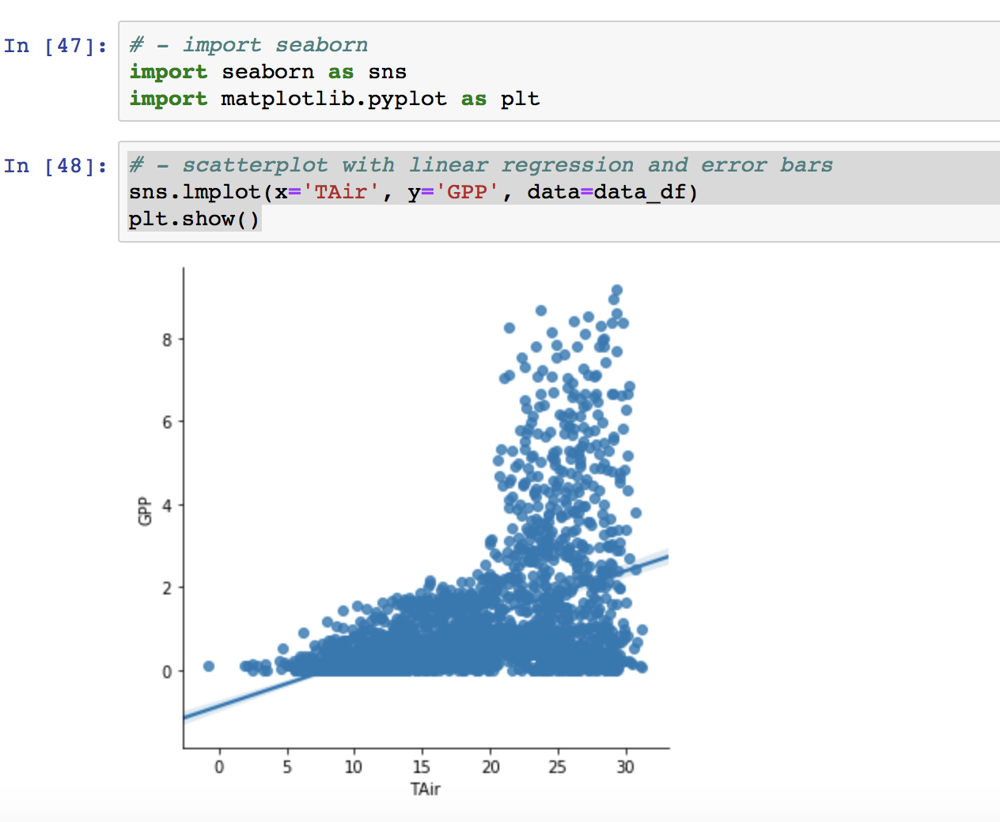 In [47]:
# - import seaborn
import seaborn as sns
import matplotlib.pyplot as plt
In [48]:
# - scatterplot with linear regression and error bars
sns.lmplot(x='TAir', y='GPP', data=data_df)
plt.show()
8
6
4
2
0
GPP
0 5 10 15 20 25 30
TAir